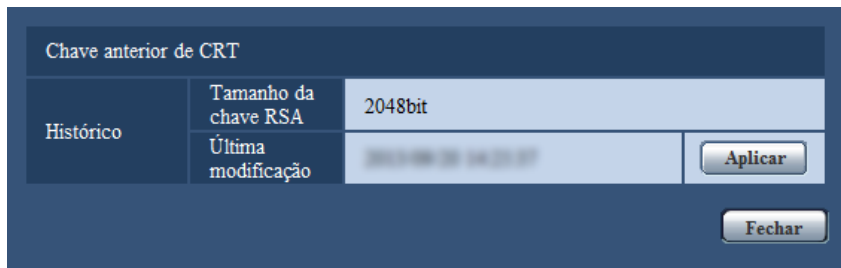 Chave anterior de CRT
Histórico
Tamanho da
chave RSA
2048bit
Última
modificação
Aplicar
Fechar